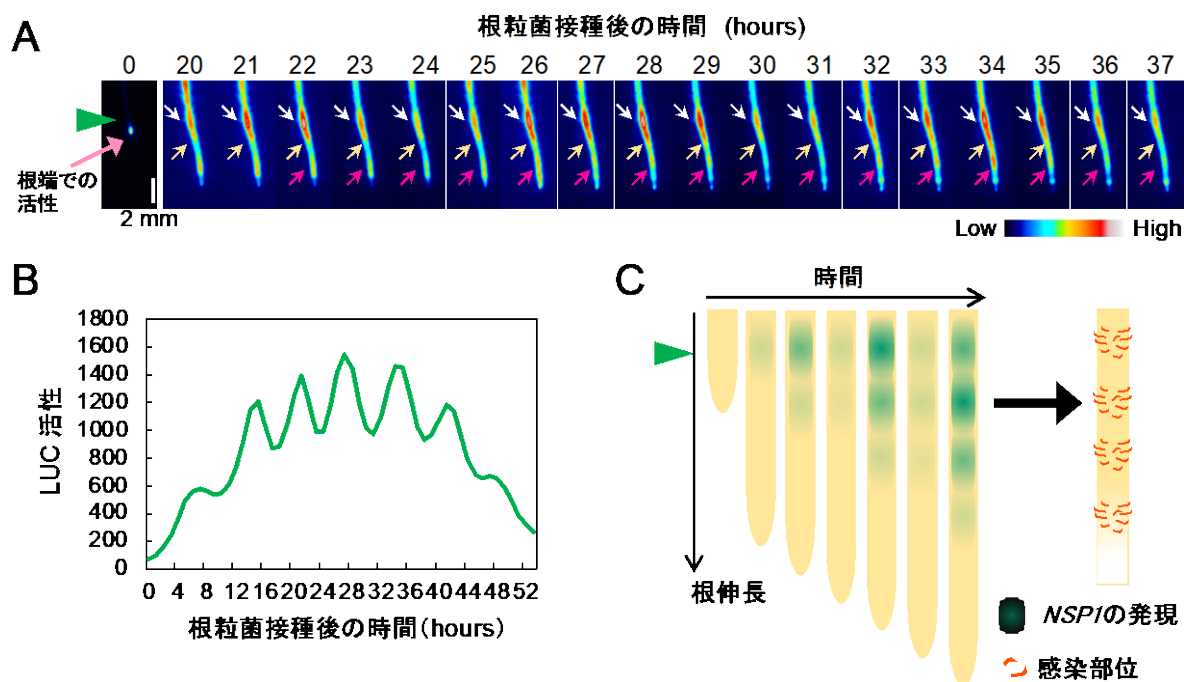 A
根粒菌接種後の時間 (hours)
0 20 21 22 23 24 25 26 27 28 29 30 31 32 33 34 35 36 37
根端での
活性
2 mm
Low High
B
1800
1600
1400
1200
1000
800
600
400
200
0
LUC 活性
0 4 8 12 16 20 24 28 32 36 40 44 48 52
根粒菌接種後の時間(hours)
C
時間
根伸長
NSP1の発現
感染部位